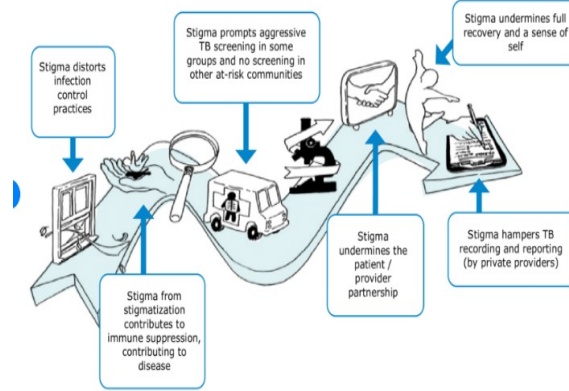 Stigma distorts
infection
control
practices
Stigma prompts aggressive
TB screening in some
groups and no screening in
other at-risk communities
Stigma undermines full
recovery and a sense of
self
Stigma from
stigmatization
contributes to
immune suppression,
contributing to
disease
Stigma
undermines the
patient /
provider
partnership
Stigma hampers TB
recording and reporting
(by private providers)